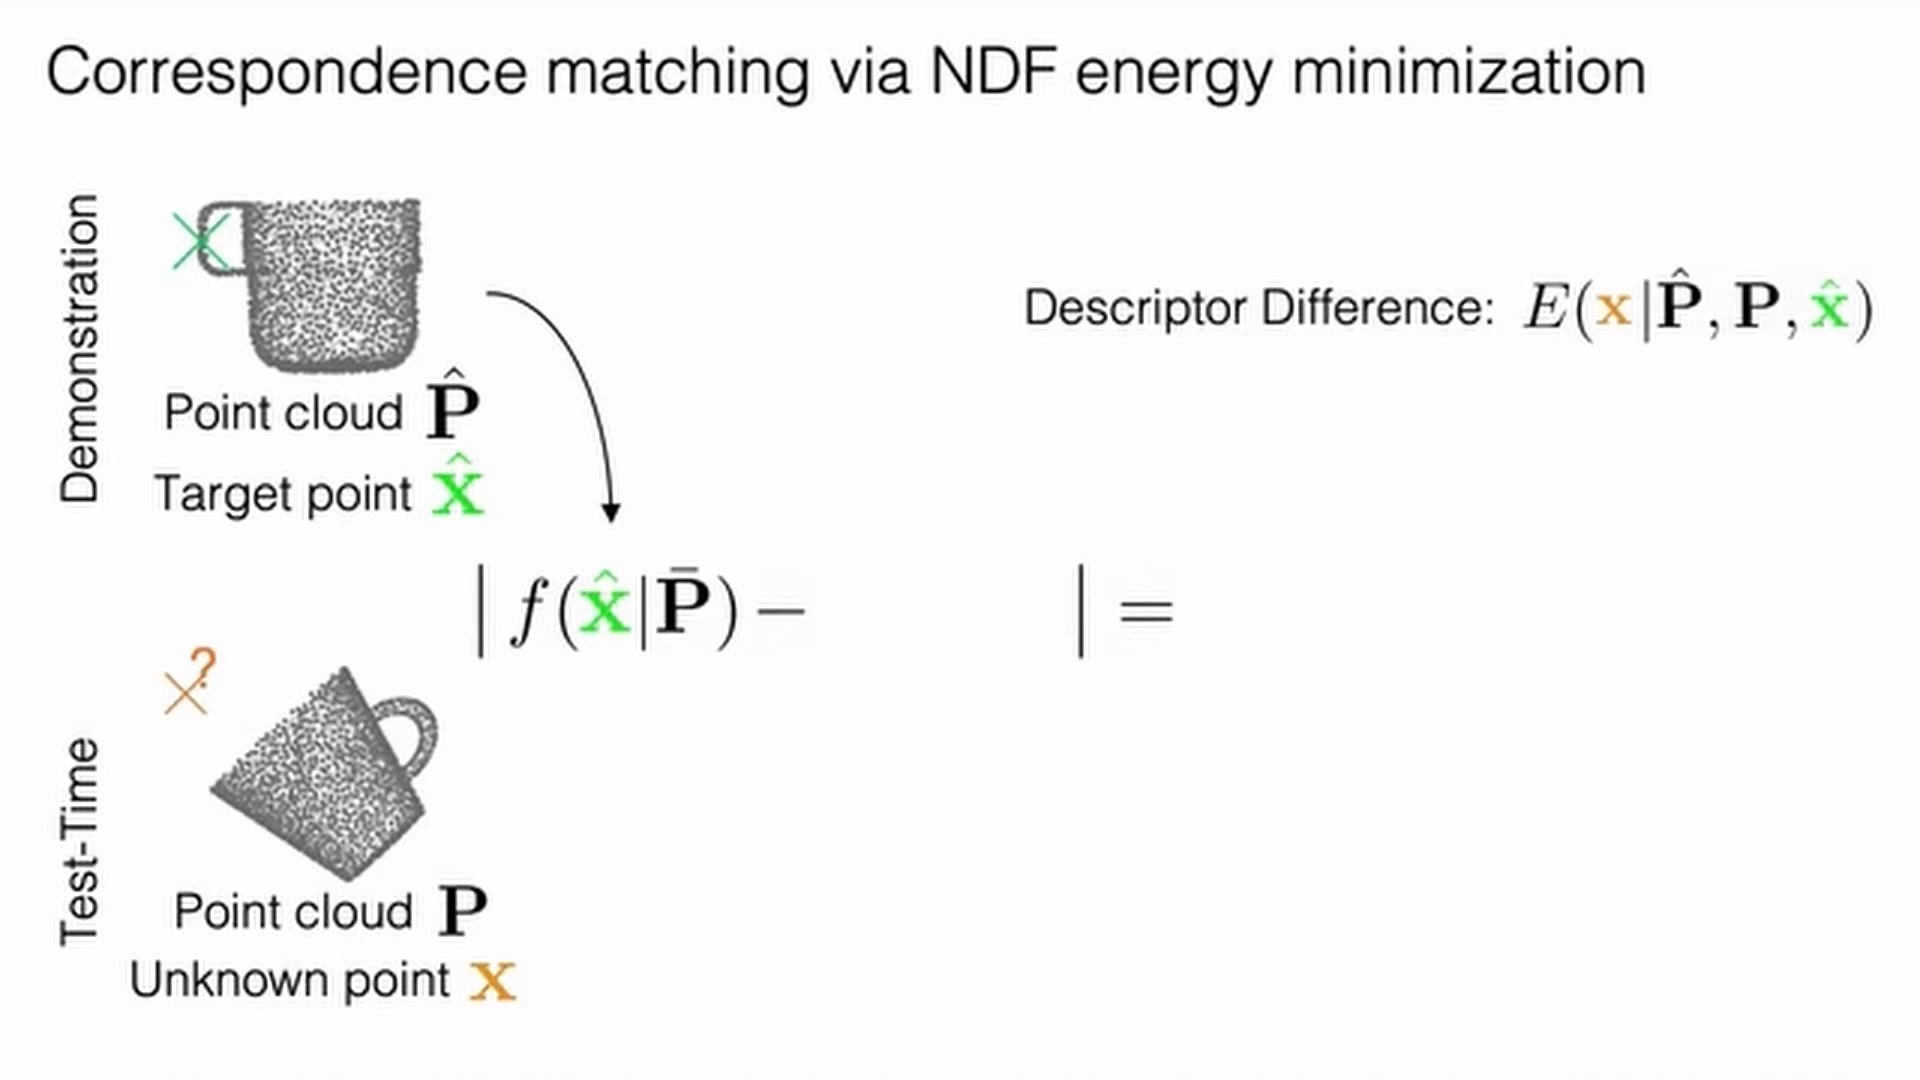 Correspondence matching via NDF energy minimization
Demonstration
Point cloud P̂
Target point x̂
Descriptor Difference: E(x|P̂, P, x̂)
| f(x̂|P̄) −        | =
?
Test-Time
Point cloud P
Unknown point x